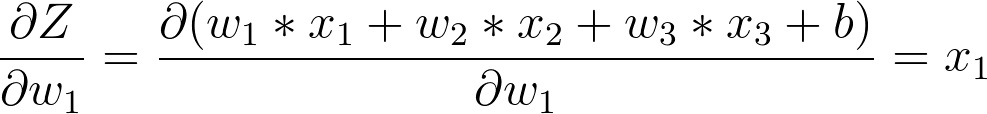 ∂Z/∂w₁ = ∂(w₁ * x₁ + w₂ * x₂ + w₃ * x₃ + b)/∂w₁ = x₁